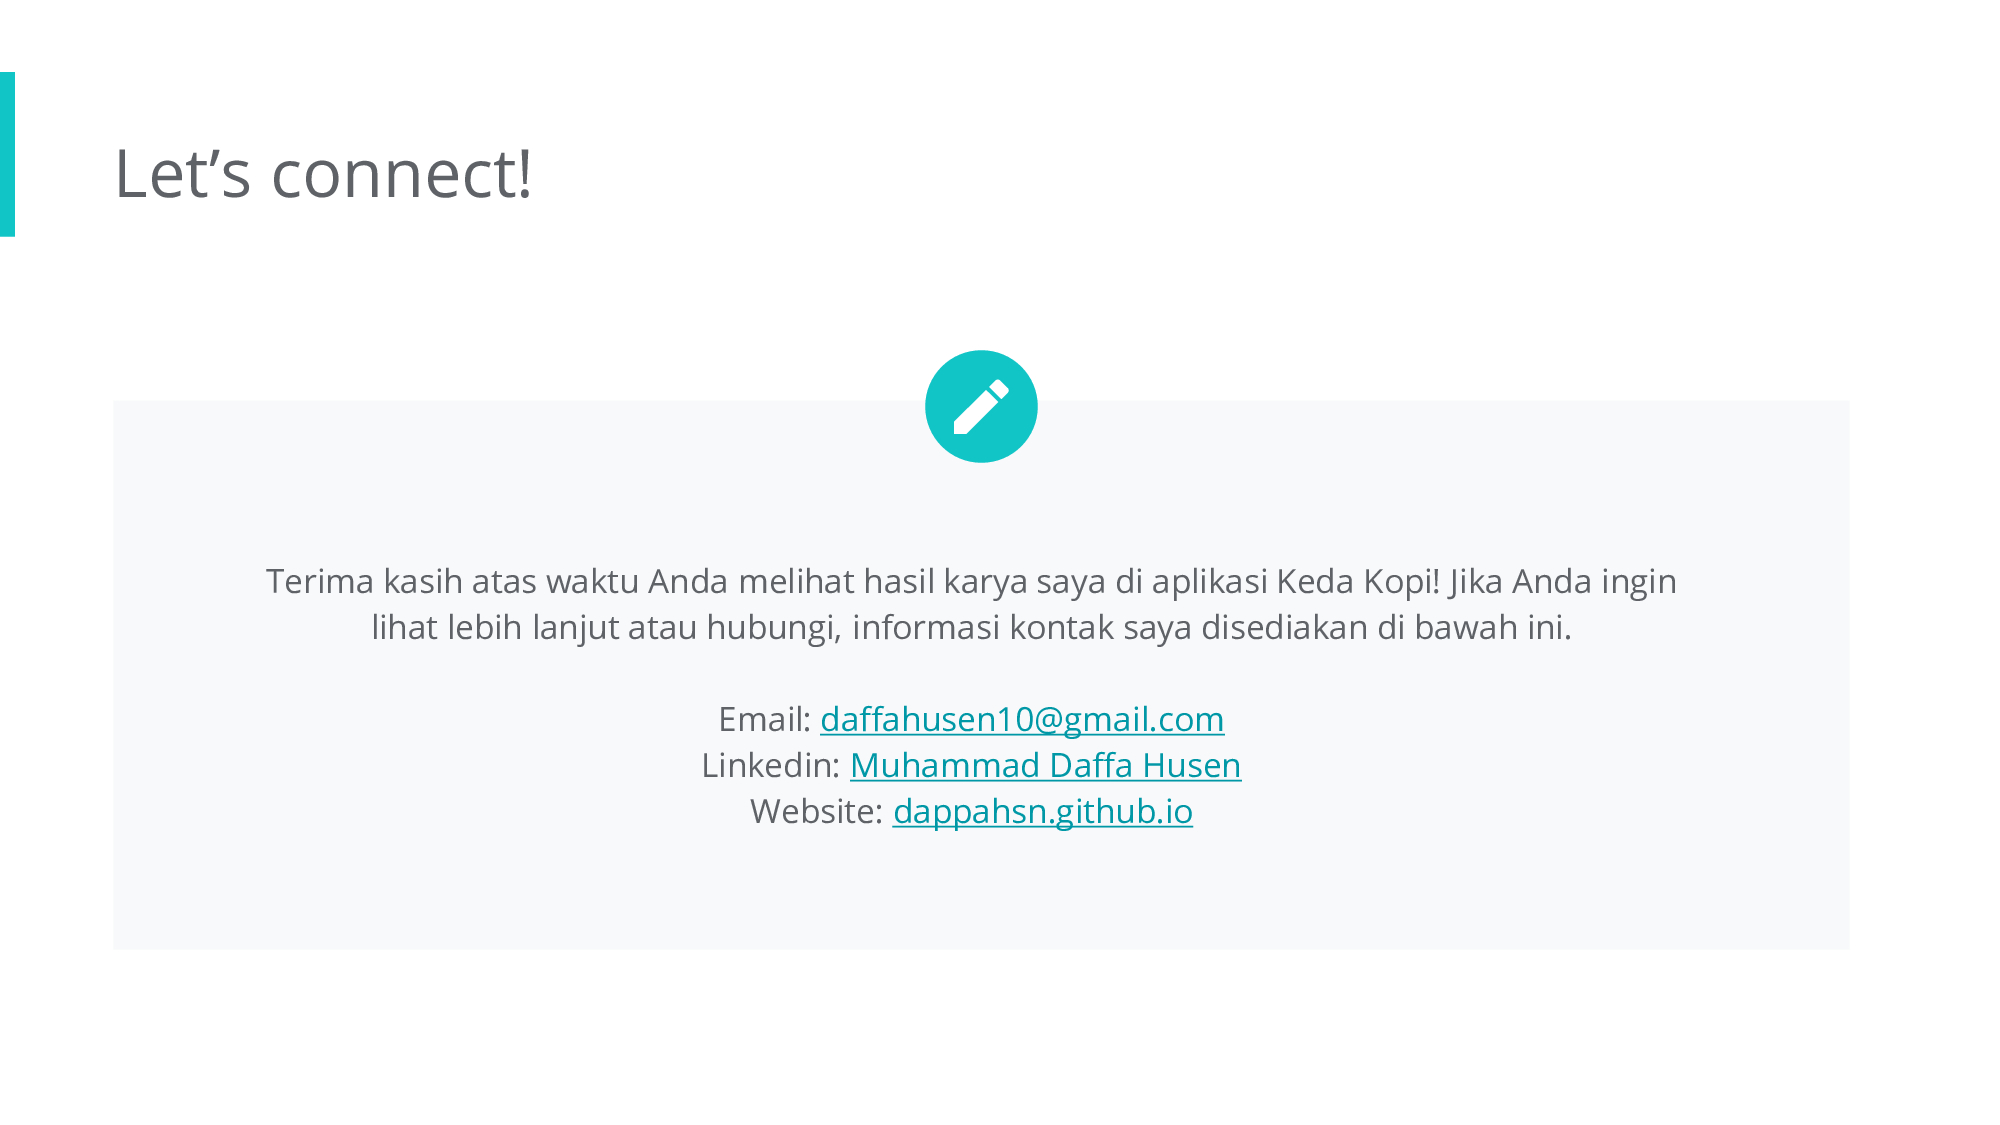 Let’s connect!
Terima kasih atas waktu Anda melihat hasil karya saya di aplikasi Keda Kopi! Jika Anda ingin
lihat lebih lanjut atau hubungi, informasi kontak saya disediakan di bawah ini.
Email: daffahusen10@gmail.com
Linkedin: Muhammad Daffa Husen
Website: dappahsn.github.io